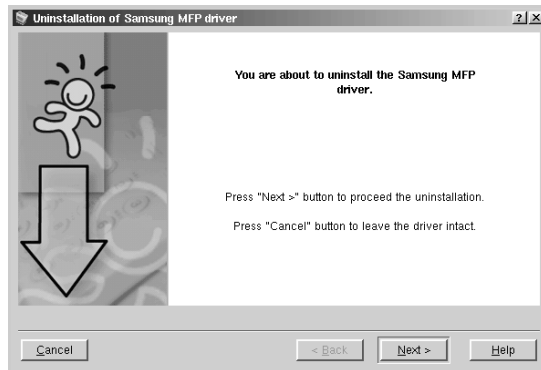 Uninstallation of Samsung MFP driver
You are about to uninstall the Samsung MFP
driver.
Press "Next >" button to proceed the uninstallation.
Press "Cancel" button to leave the driver intact.
Cancel
< Back
Next >
Help